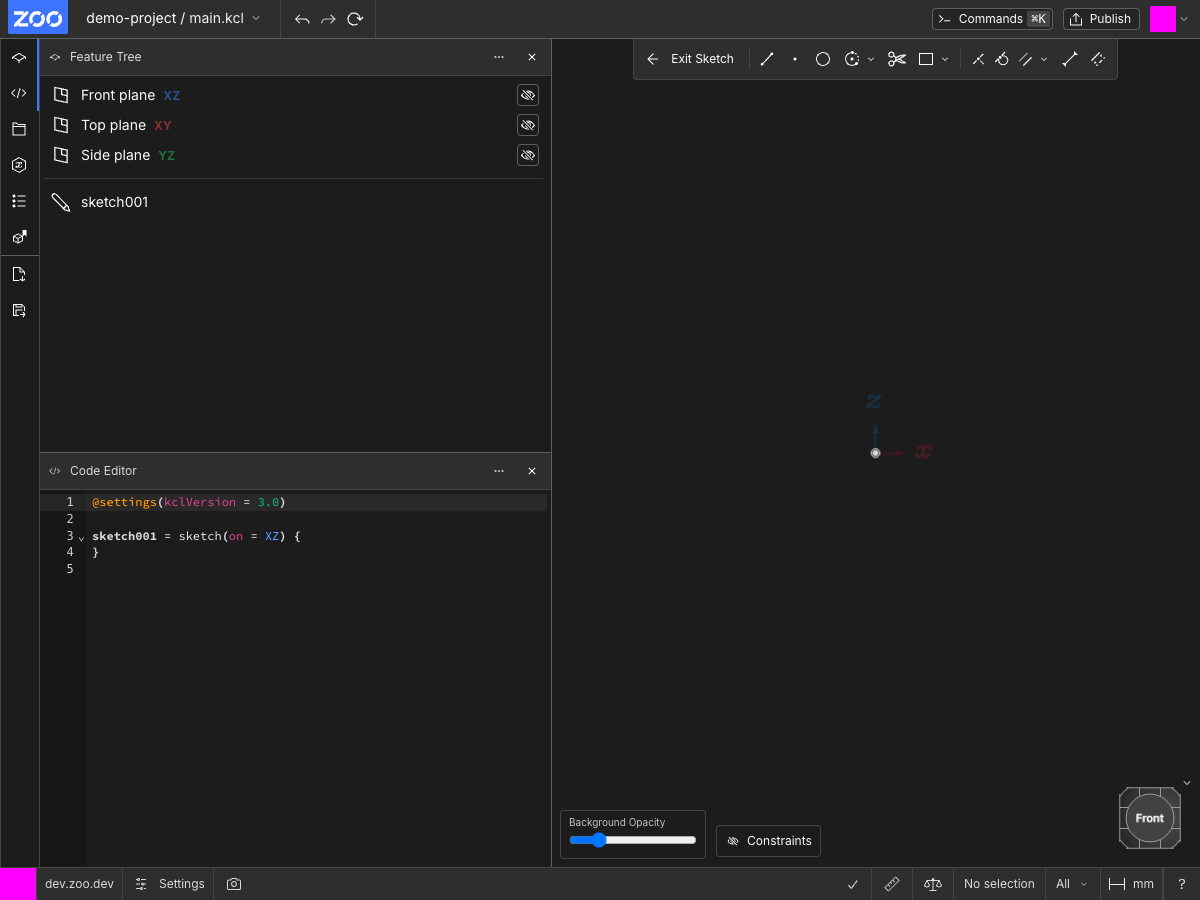 ZOO
demo-project / main.kcl
Commands ⌘K
Publish
Feature Tree
Exit Sketch
Front plane XZ
Top plane XY
Side plane YZ
sketch001
z
x
Code Editor
1 @settings(kclVersion = 3.0)
2
3 sketch001 = sketch(on = XZ) {
4 }
5
Background Opacity
Constraints
Front
dev.zoo.dev
Settings
No selection
All
mm
?